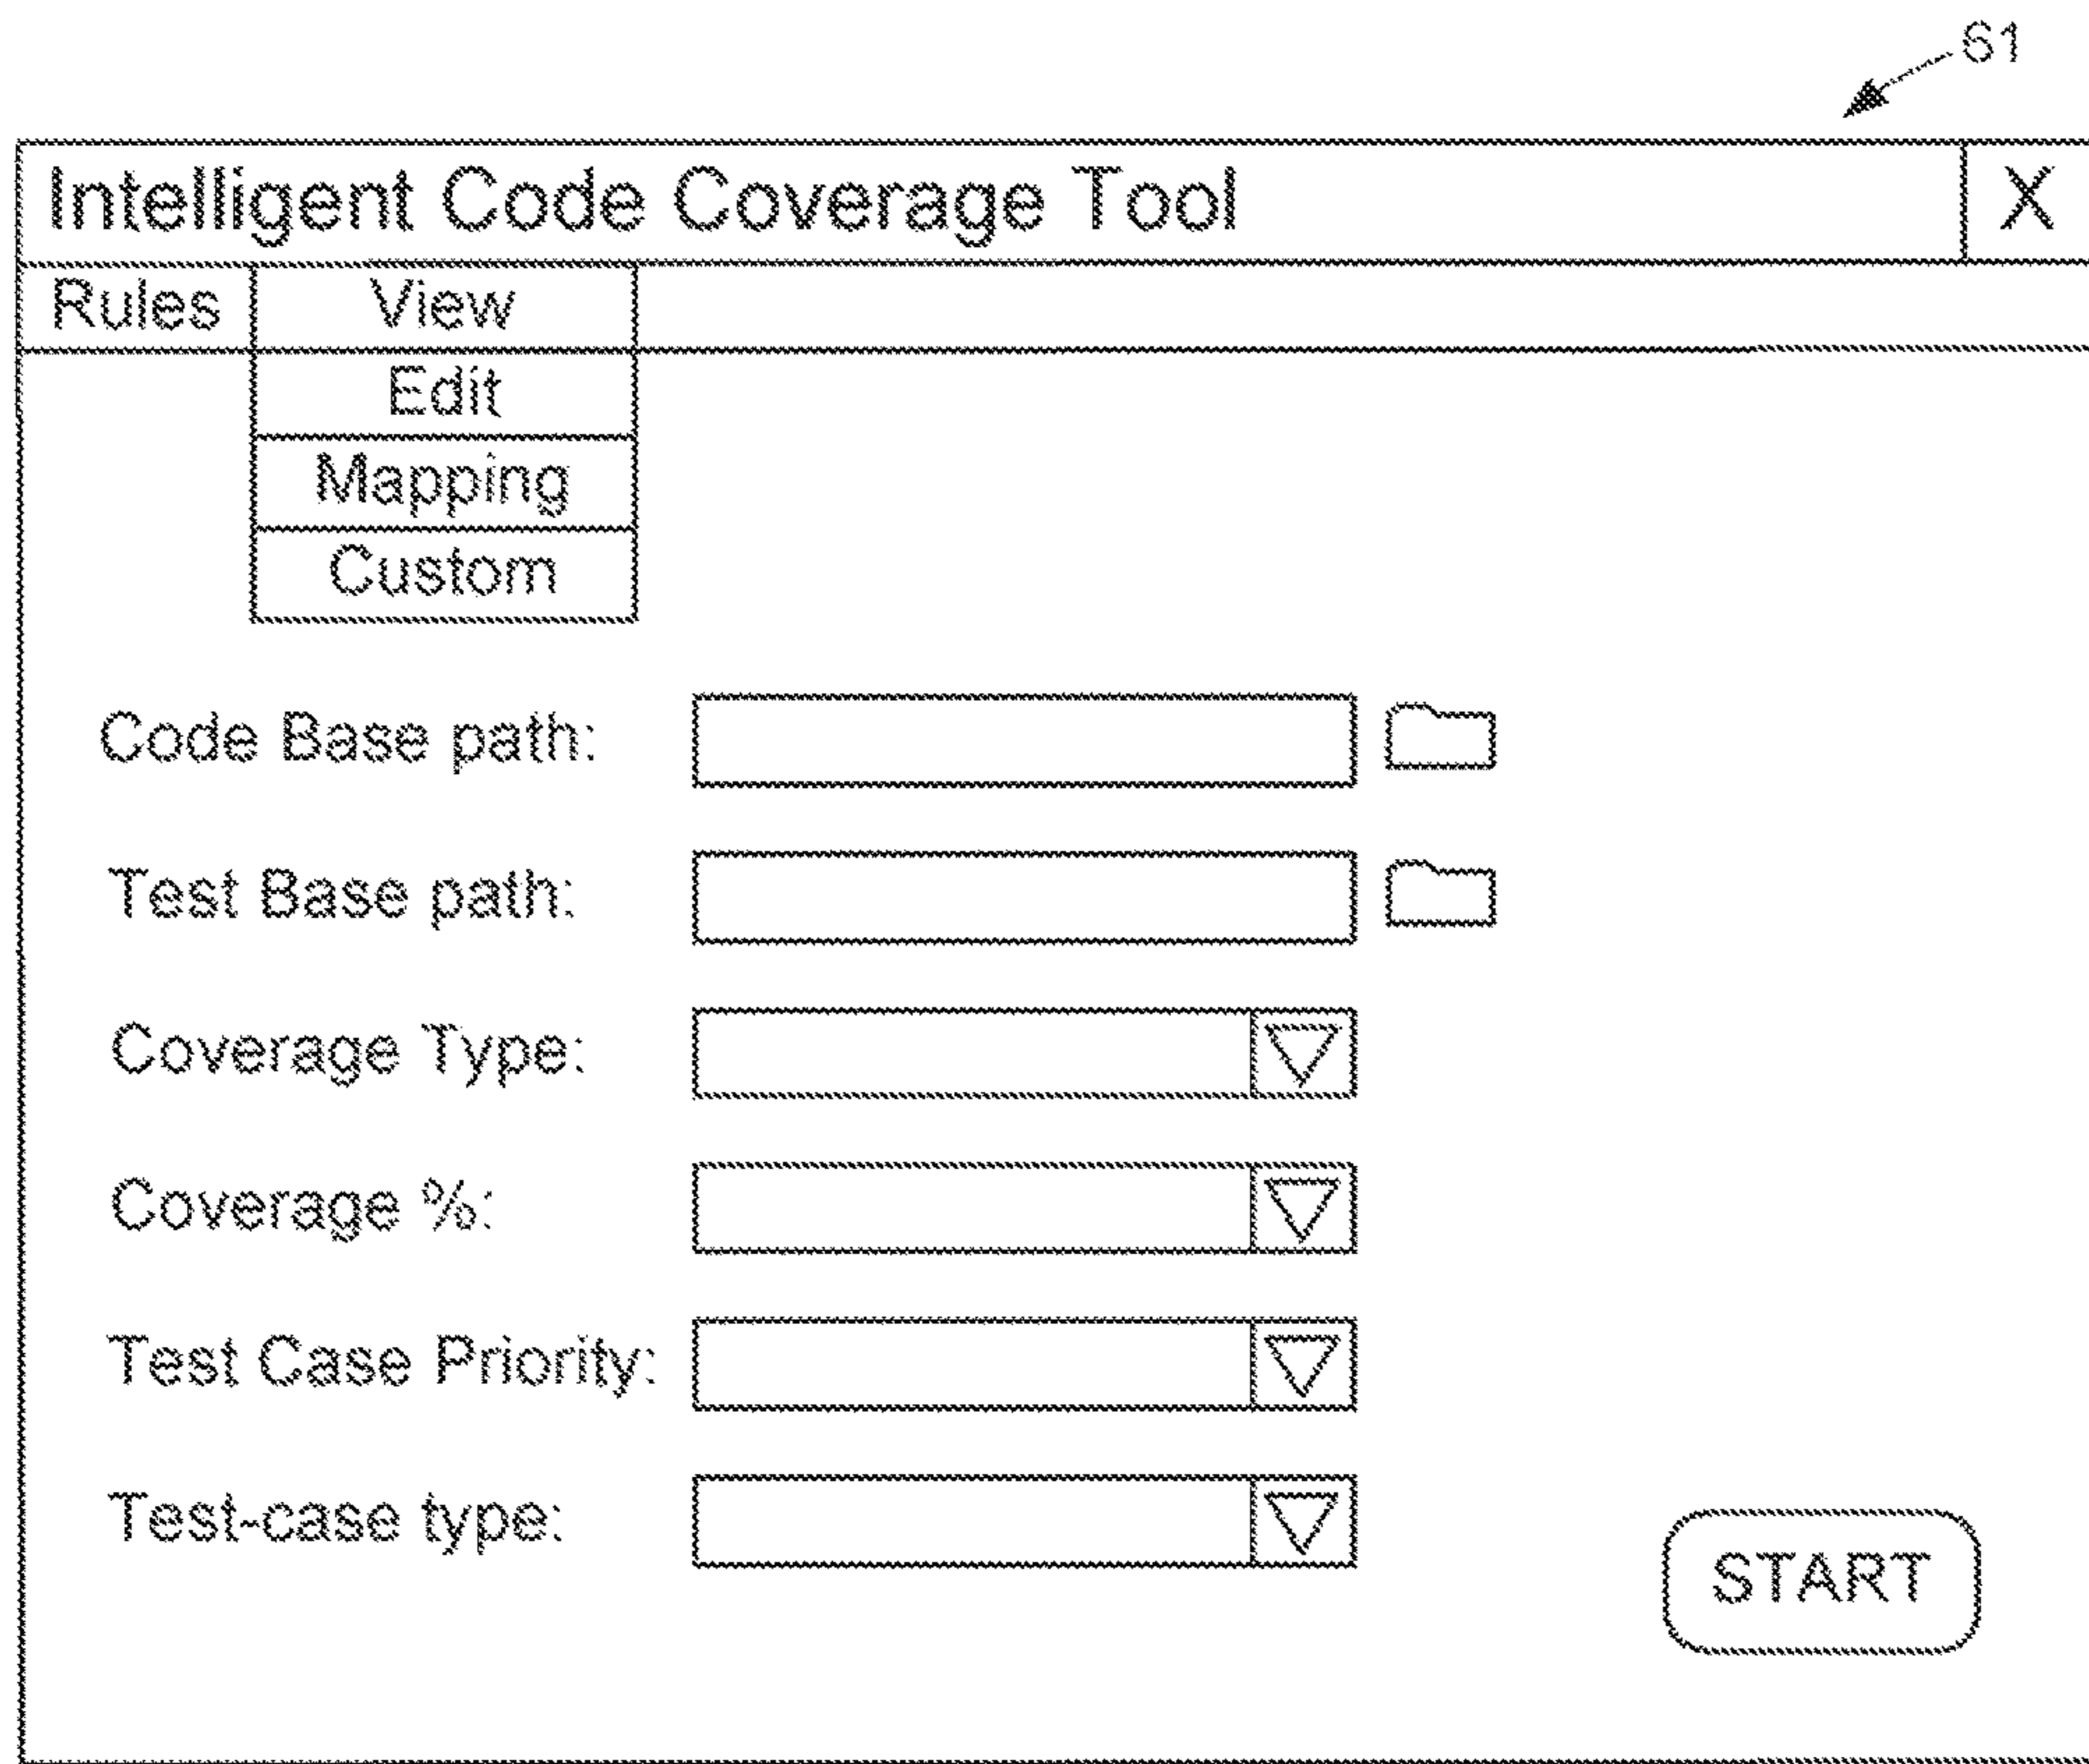 61
Intelligent Code Coverage Tool X
Rules View
Edit
Mapping
Custom
Code Base path:
Test Base path:
Coverage Type:
Coverage %:
Test Case Priority:
Test-case type:
START